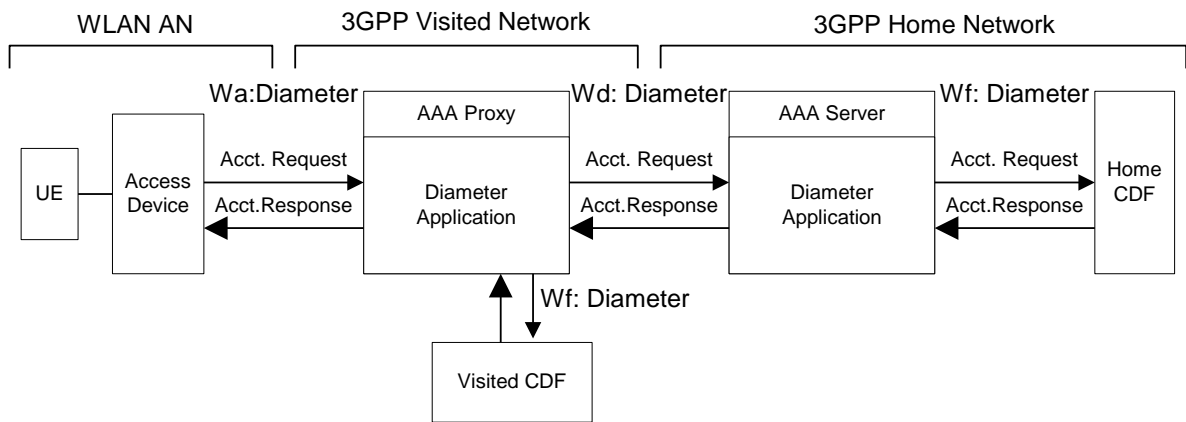 WLAN AN
3GPP Visited Network
3GPP Home Network
Wa:Diameter
Wd: Diameter
Wf: Diameter
AAA Proxy
AAA Server
UE
Access
Device
Acct. Request
Acct.Response
Diameter
Application
Acct. Request
Acct.Response
Diameter
Application
Acct. Request
Acct.Response
Home
CDF
Wf: Diameter
Visited CDF